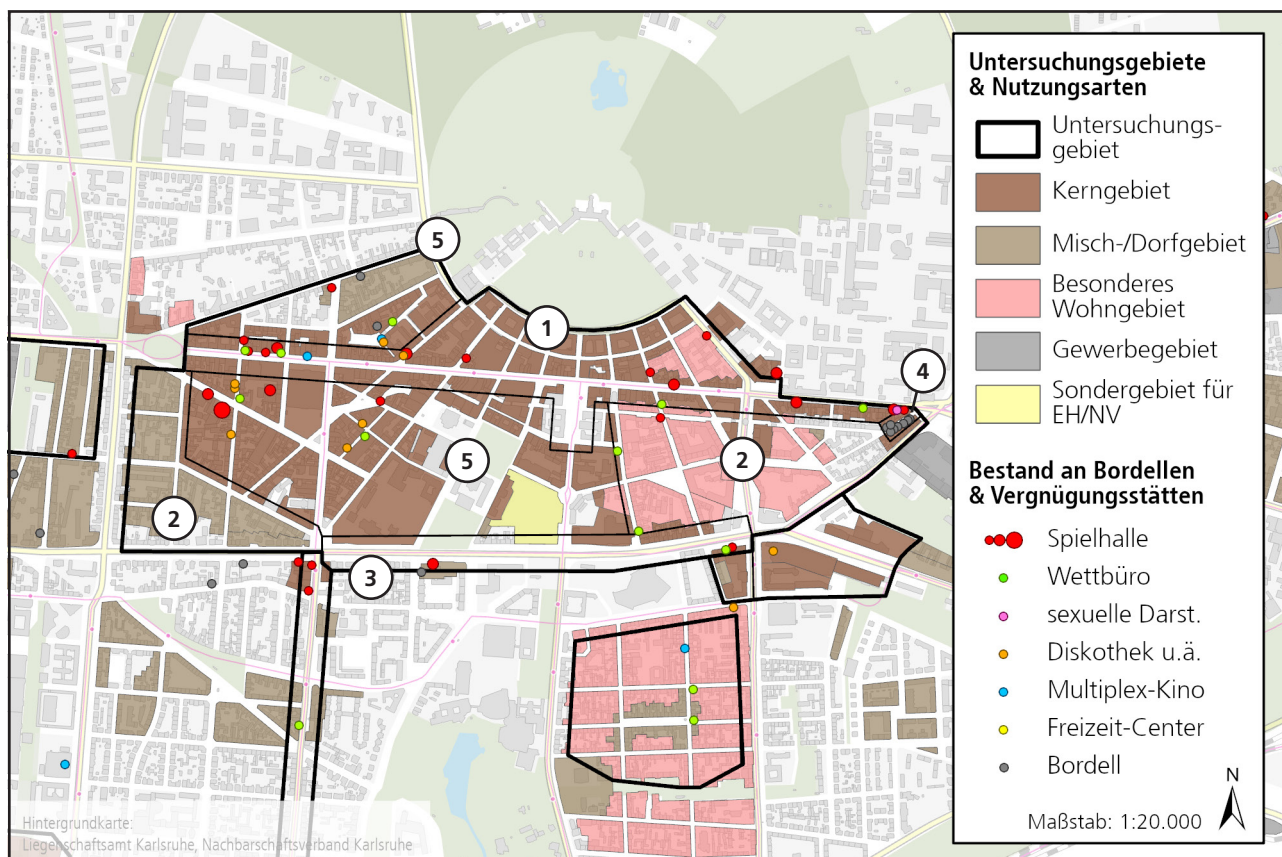 5
1
4
5
2
2
3
Untersuchungsgebiete
& Nutzungsarten
Untersuchungs-
gebiet
Kerngebiet
Misch-/Dorfgebiet
Besonderes
Wohngebiet
Gewerbegebiet
Sondergebiet für
EH/NV
Bestand an Bordellen
& Vergnügungsstätten
Spielhalle
Wettbüro
sexuelle Darst.
Diskothek u.ä.
Multiplex-Kino
Freizeit-Center
Bordell
N
Maßstab: 1:20.000
Hintergrundkarte:
Liegenschaftsamt Karlsruhe, Nachbarschaftsverband Karlsruhe